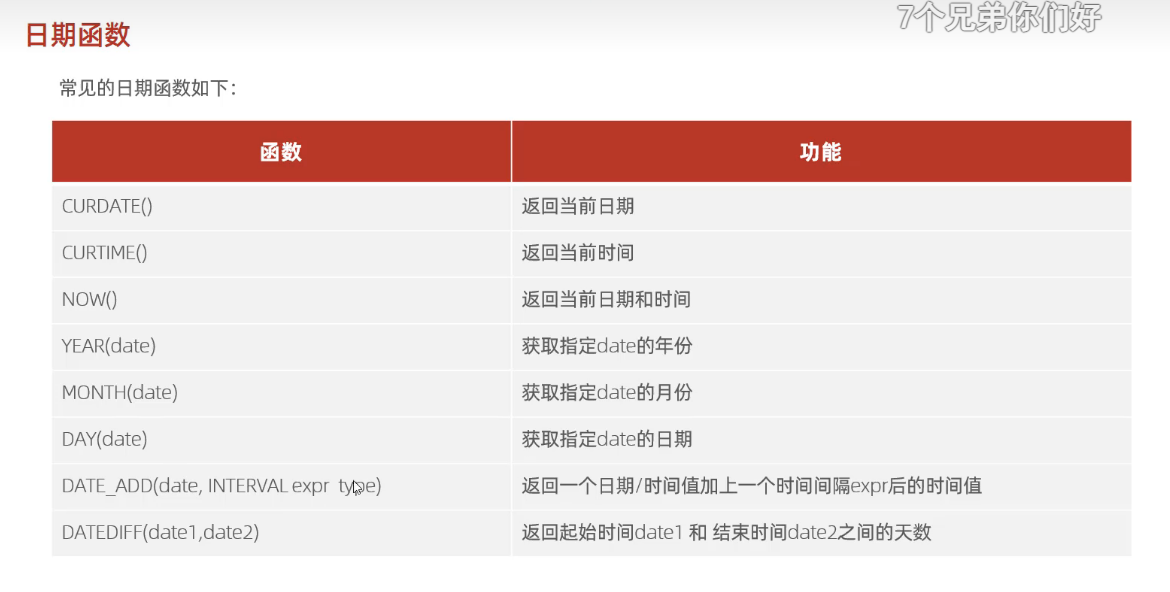 7个兄弟你们好
日期函数
常见的日期函数如下：
函数 功能
CURDATE() 返回当前日期
CURTIME() 返回当前时间
NOW() 返回当前日期和时间
YEAR(date) 获取指定date的年份
MONTH(date) 获取指定date的月份
DAY(date) 获取指定date的日期
DATE_ADD(date, INTERVAL expr type) 返回一个日期/时间值加上一个时间间隔expr后的时间值
DATEDIFF(date1,date2) 返回起始时间date1 和 结束时间date2之间的天数